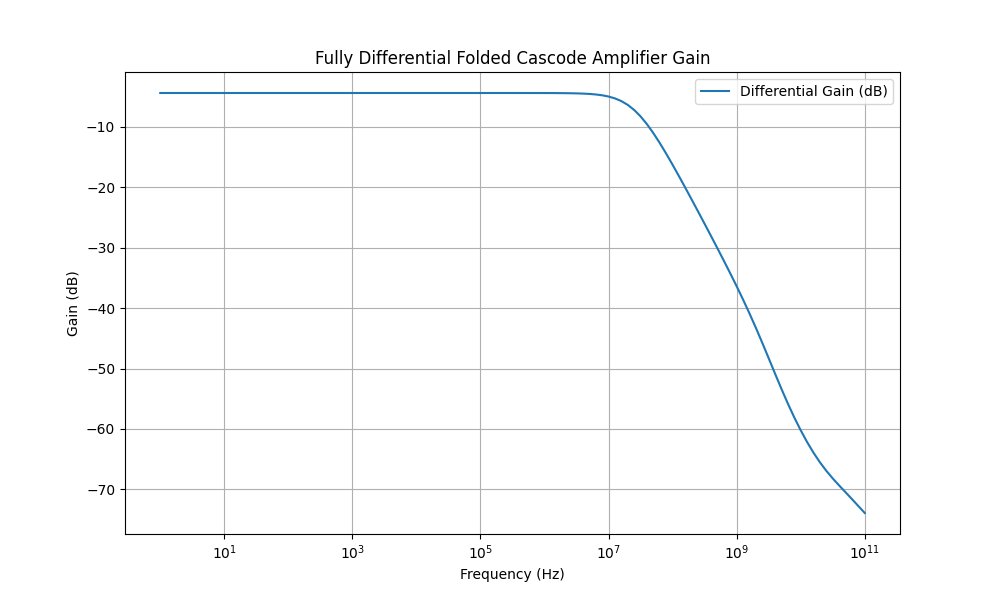 Fully Differential Folded Cascode Amplifier Gain
Differential Gain (dB)
Gain (dB)
−10
−20
−30
−40
−50
−60
−70
10¹ 10³ 10⁵ 10⁷ 10⁹ 10¹¹
Frequency (Hz)